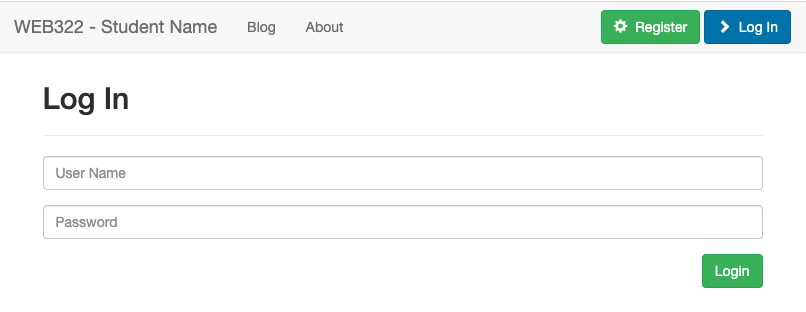 WEB322 - Student Name Blog About Register Log In
Log In
User Name
Password
Login